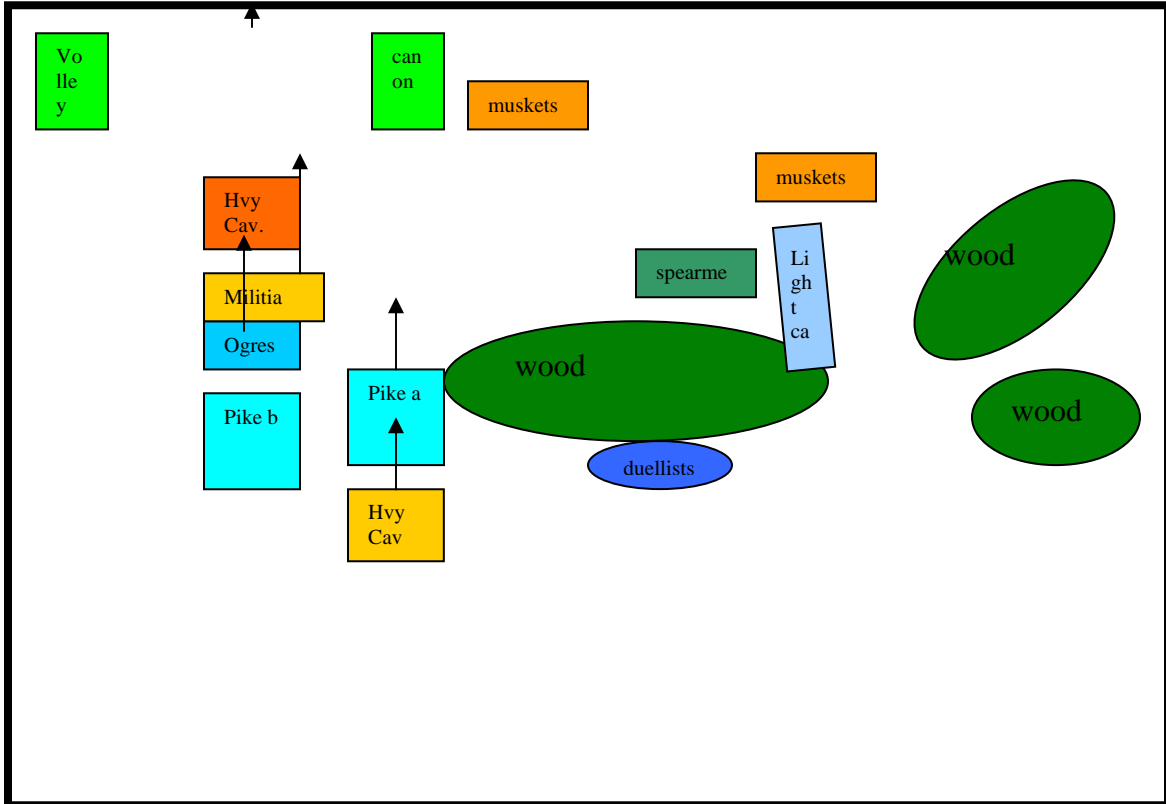 Vo
lle
y
can
on
muskets
muskets
Hvy
Cav.
wood
Li
gh
t
ca
spearme
Militia
Ogres
wood
Pike a
wood
Pike b
duellists
Hvy
Cav